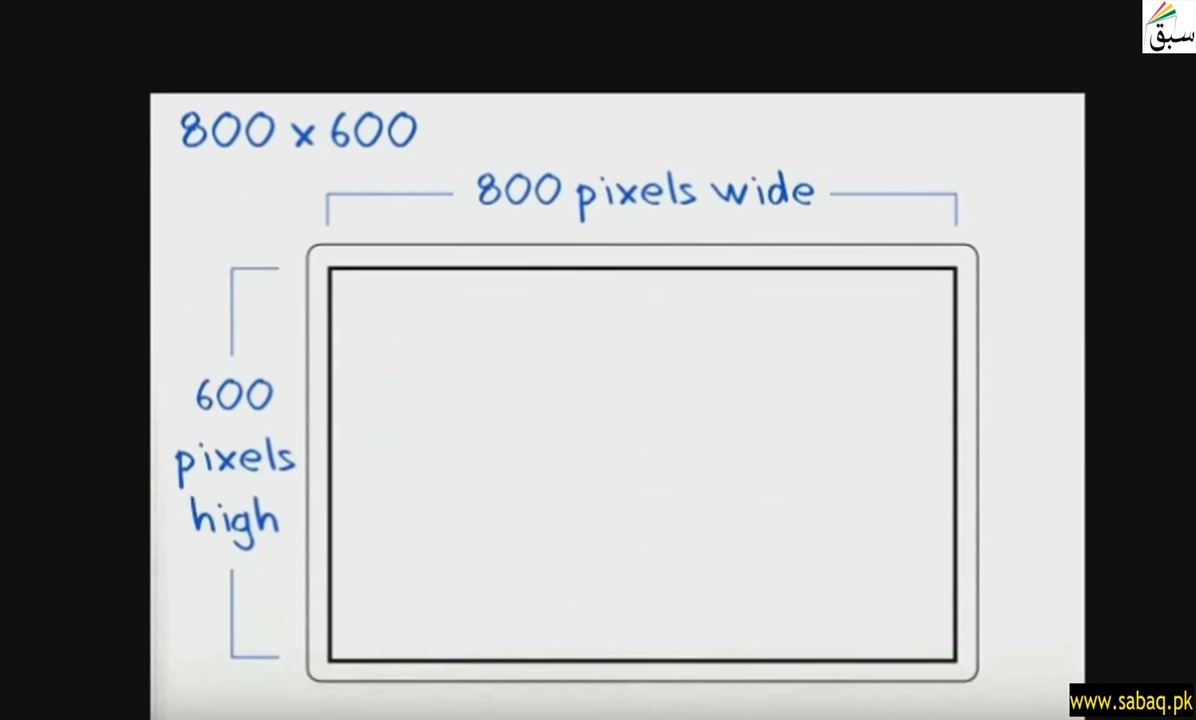 سبق
800 x 600
800 pixels wide
600
pixels
high
www.sabaq.pk